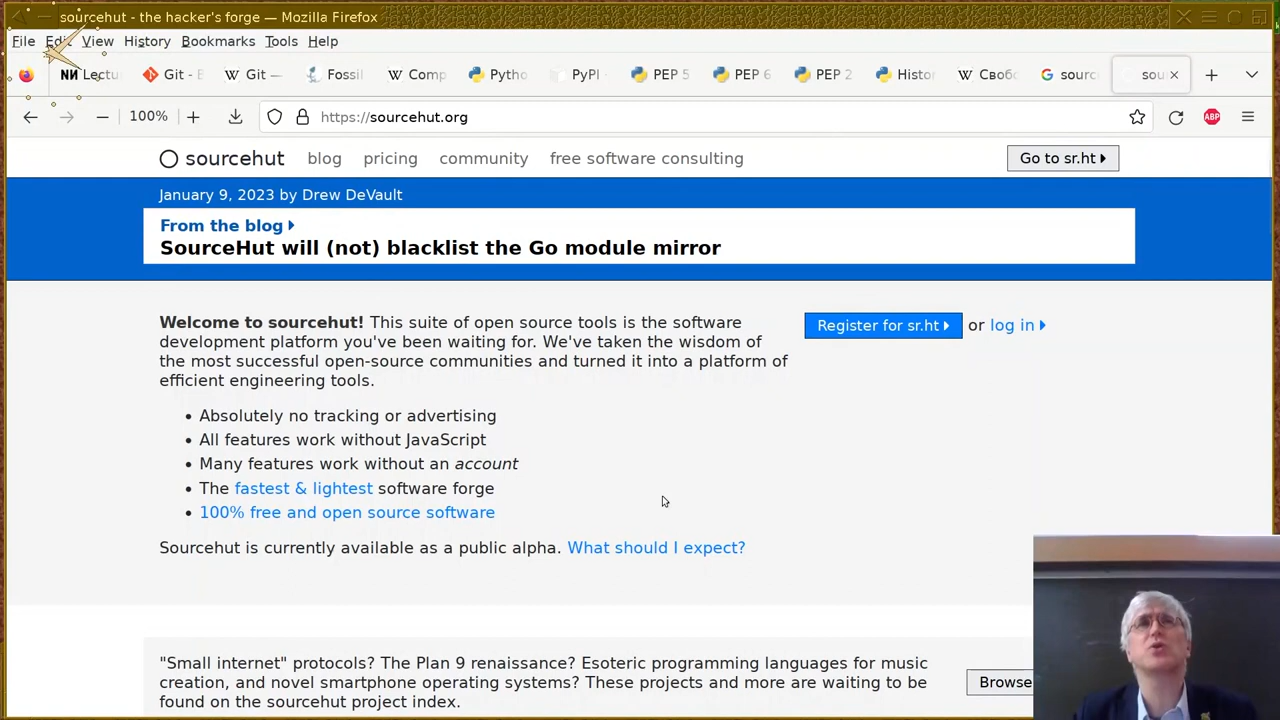 sourcehut - the hacker's forge — Mozilla Firefox
File Edit View History Bookmarks Tools Help
Lectu Git - B Git — Fossil Comp Pytho PyPI PEP 5 PEP 6 PEP 2 Histo Своб sourc sou
100% https://sourcehut.org ABP
sourcehut blog pricing community free software consulting Go to sr.ht
January 9, 2023 by Drew DeVault
From the blog
SourceHut will (not) blacklist the Go module mirror
Welcome to sourcehut! This suite of open source tools is the software
development platform you've been waiting for. We've taken the wisdom of
the most successful open-source communities and turned it into a platform of
efficient engineering tools.
Register for sr.ht or log in
• Absolutely no tracking or advertising
• All features work without JavaScript
• Many features work without an account
• The fastest & lightest software forge
• 100% free and open source software
Sourcehut is currently available as a public alpha. What should I expect?
"Small internet" protocols? The Plan 9 renaissance? Esoteric programming languages for music
creation, and novel smartphone operating systems? These projects and more are waiting to be
found on the sourcehut project index.
Browse